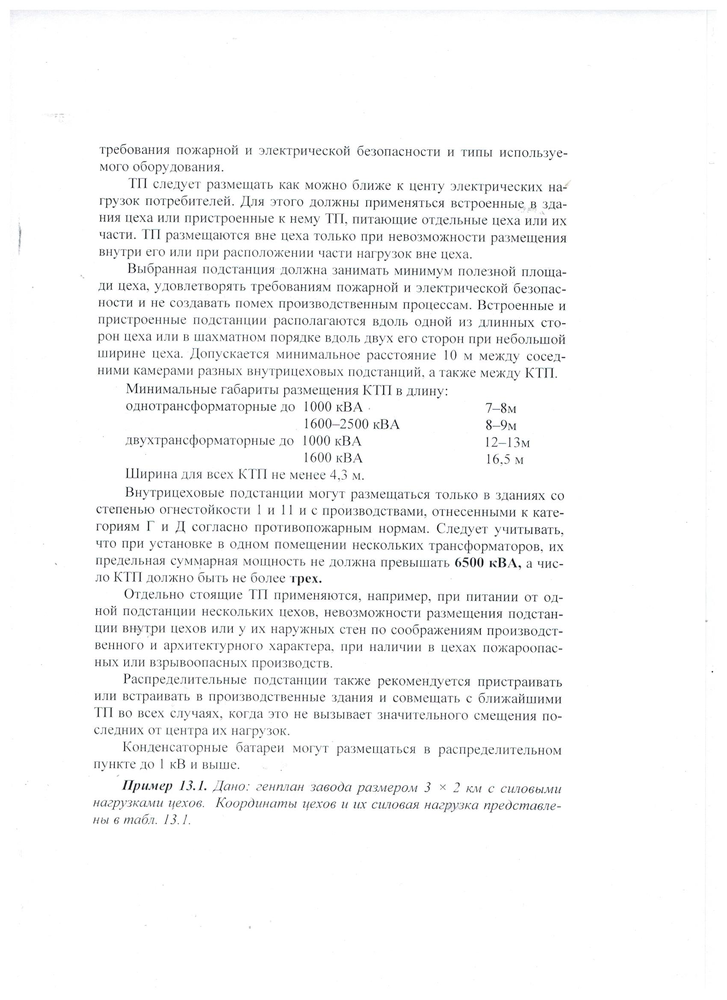 требования пожарной и электрической безопасности и типы используе-
мого оборудования.
ТП следует размещать как можно ближе к центу электрических на-
грузок потребителей. Для этого должны применяться встроенные в зда-
ния цеха или пристроенные к нему ТП, питающие отдельные цеха или их
части. ТП размещаются вне цеха только при невозможности размещения
внутри его или при расположении части нагрузок вне цеха.
Выбранная подстанция должна занимать минимум полезной площа-
ди цеха, удовлетворять требованиям пожарной и электрической безопас-
ности и не создавать помех производственным процессам. Встроенные и
пристроенные подстанции располагаются вдоль одной из длинных сто-
рон цеха или в шахматном порядке вдоль двух его сторон при небольшой
ширине цеха. Допускается минимальное расстояние 10 м между сосед-
ними камерами разных внутрицеховых подстанций, а также между КТП.
Минимальные габариты размещения КТП в длину:
однотрансформаторные до 1000 кВА 7–8м
1600–2500 кВА 8–9м
двухтрансформаторные до 1000 кВА 12–13м
1600 кВА 16,5 м
Ширина для всех КТП не менее 4,3 м.
Внутрицеховые подстанции могут размещаться только в зданиях со
степенью огнестойкости 1 и 11 и с производствами, отнесенными к кате-
гориям Г и Д согласно противопожарным нормам. Следует учитывать,
что при установке в одном помещении нескольких трансформаторов, их
предельная суммарная мощность не должна превышать 6500 кВА, а чис-
ло КТП должно быть не более трех.
Отдельно стоящие ТП применяются, например, при питании от од-
ной подстанции нескольких цехов, невозможности размещения подстан-
ции внутри цехов или у их наружных стен по соображениям производст-
венного и архитектурного характера, при наличии в цехах пожароопас-
ных или взрывоопасных производств.
Распределительные подстанции также рекомендуется пристраивать
или встраивать в производственные здания и совмещать с ближайшими
ТП во всех случаях, когда это не вызывает значительного смещения по-
следних от центра их нагрузок.
Конденсаторные батареи могут размещаться в распределительном
пункте до 1 кВ и выше.
Пример 13.1. Дано: генплан завода размером 3 × 2 км с силовыми
нагрузками цехов. Координаты цехов и их силовая нагрузка представле-
ны в табл. 13.1.